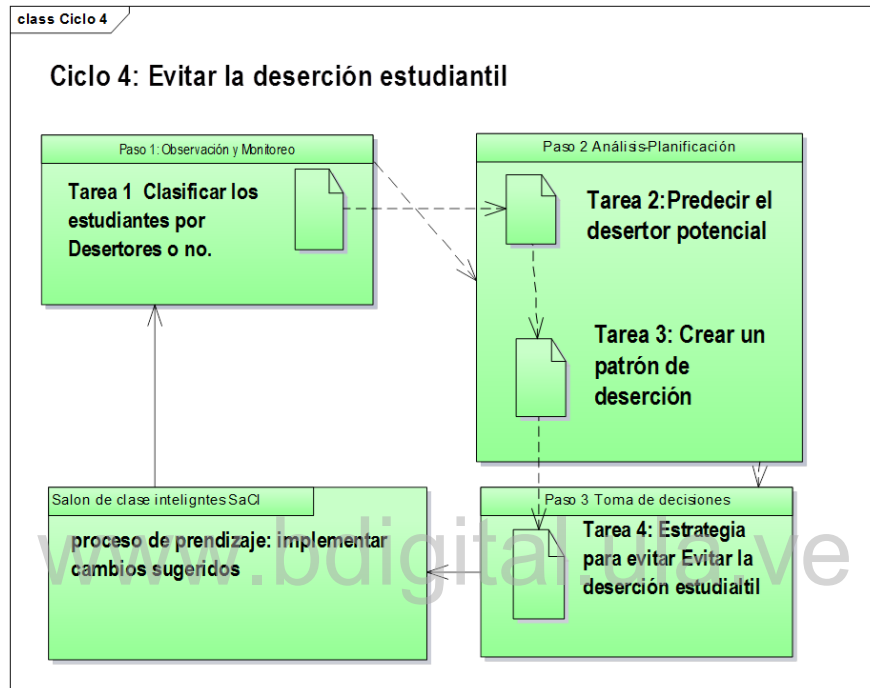 class Ciclo 4
Ciclo 4: Evitar la deserción estudiantil
Paso 1: Observación y Monitoreo
Tarea 1 Clasificar los
estudiantes por
Desertores o no.
Paso 2 Análisis-Planificación
Tarea 2:Predecir el
desertor potencial
Tarea 3: Crear un
patrón de
deserción
Salon de clase inteligntes SaCI
proceso de prendizaje: implementar
cambios sugeridos
Paso 3 Toma de decisiones
Tarea 4: Estrategia
para evitar Evitar la
deserción estudialtil
www.bdigital.ula.ve